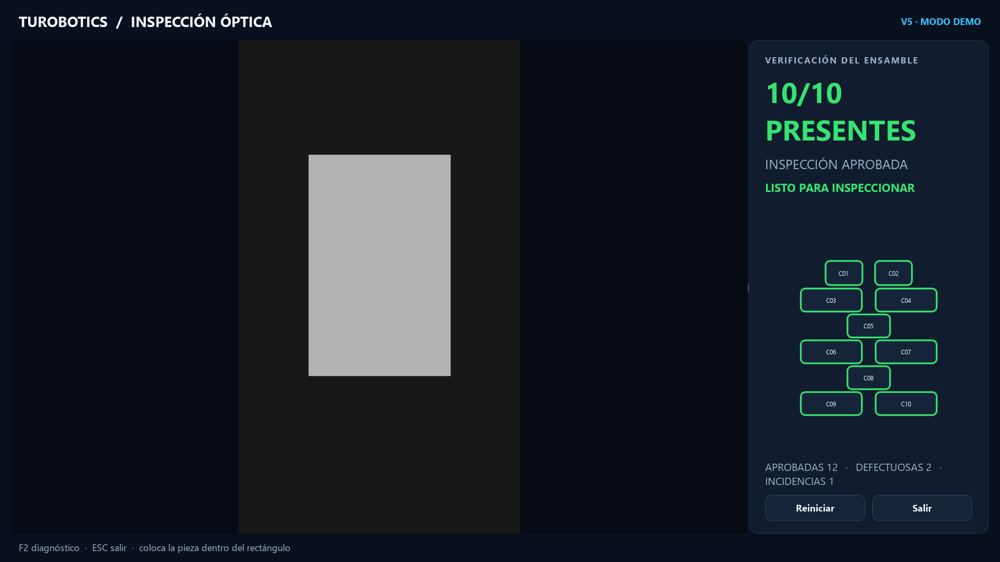 TUROBOTICS / INSPECCIÓN ÓPTICA
V5 · MODO DEMO
VERIFICACIÓN DEL ENSAMBLE
10/10
PRESENTES
INSPECCIÓN APROBADA
LISTO PARA INSPECCIONAR
C01 C02
C03 C04
C05
C06 C07
C08
C09 C10
APROBADAS 12 · DEFECTUOSAS 2 ·
INCIDENCIAS 1
Reiniciar Salir
F2 diagnóstico · ESC salir · coloca la pieza dentro del rectángulo